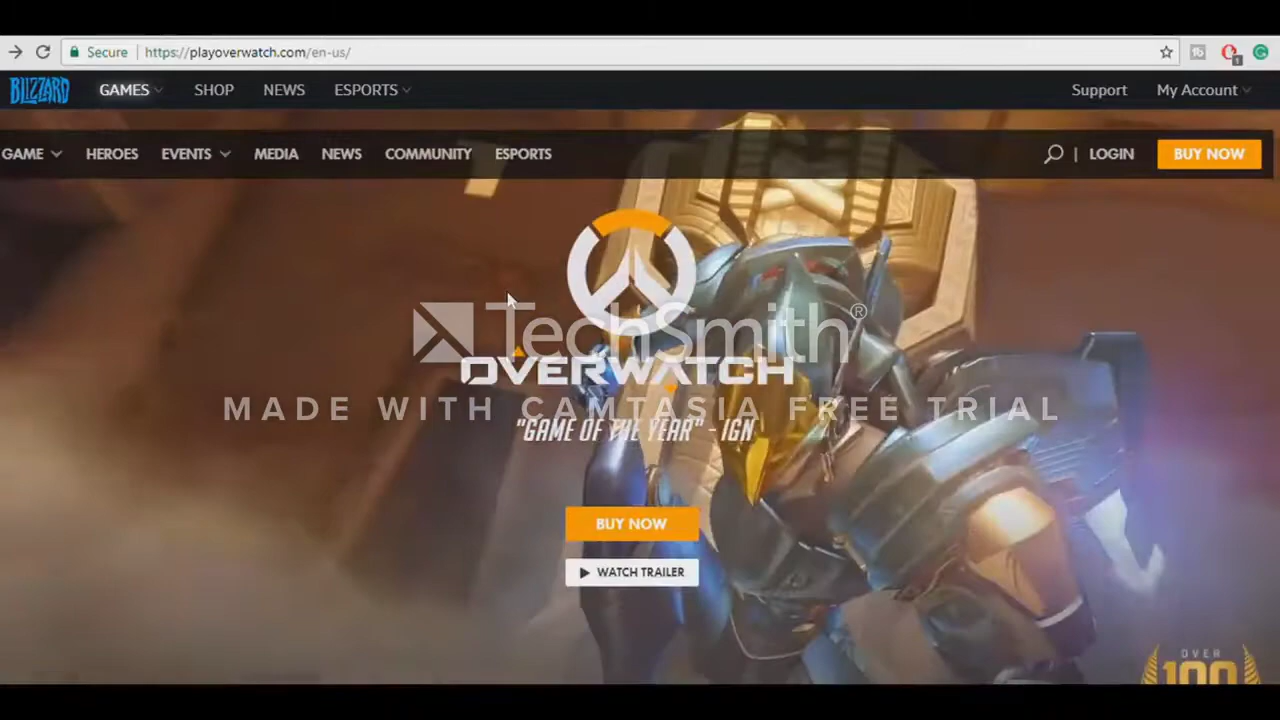 Secure https://playoverwatch.com/en-us/
BLIZZARD GAMES SHOP NEWS ESPORTS Support My Account
GAME HEROES EVENTS MEDIA NEWS COMMUNITY ESPORTS | LOGIN BUY NOW
TechSmith®
OVERWATCH
MADE WITH CAMTASIA FREE TRIAL
"GAME OF THE YEAR" - IGN
BUY NOW
WATCH TRAILER
OVER
100